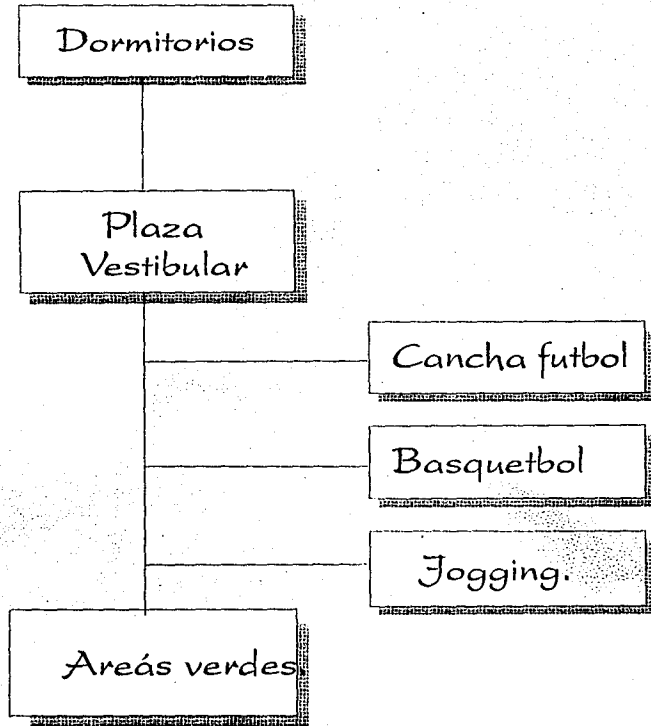 Dormitorios
Plaza
Vestibular
Cancha futbol
Basquetbol
Jogging.
Areás verdes.